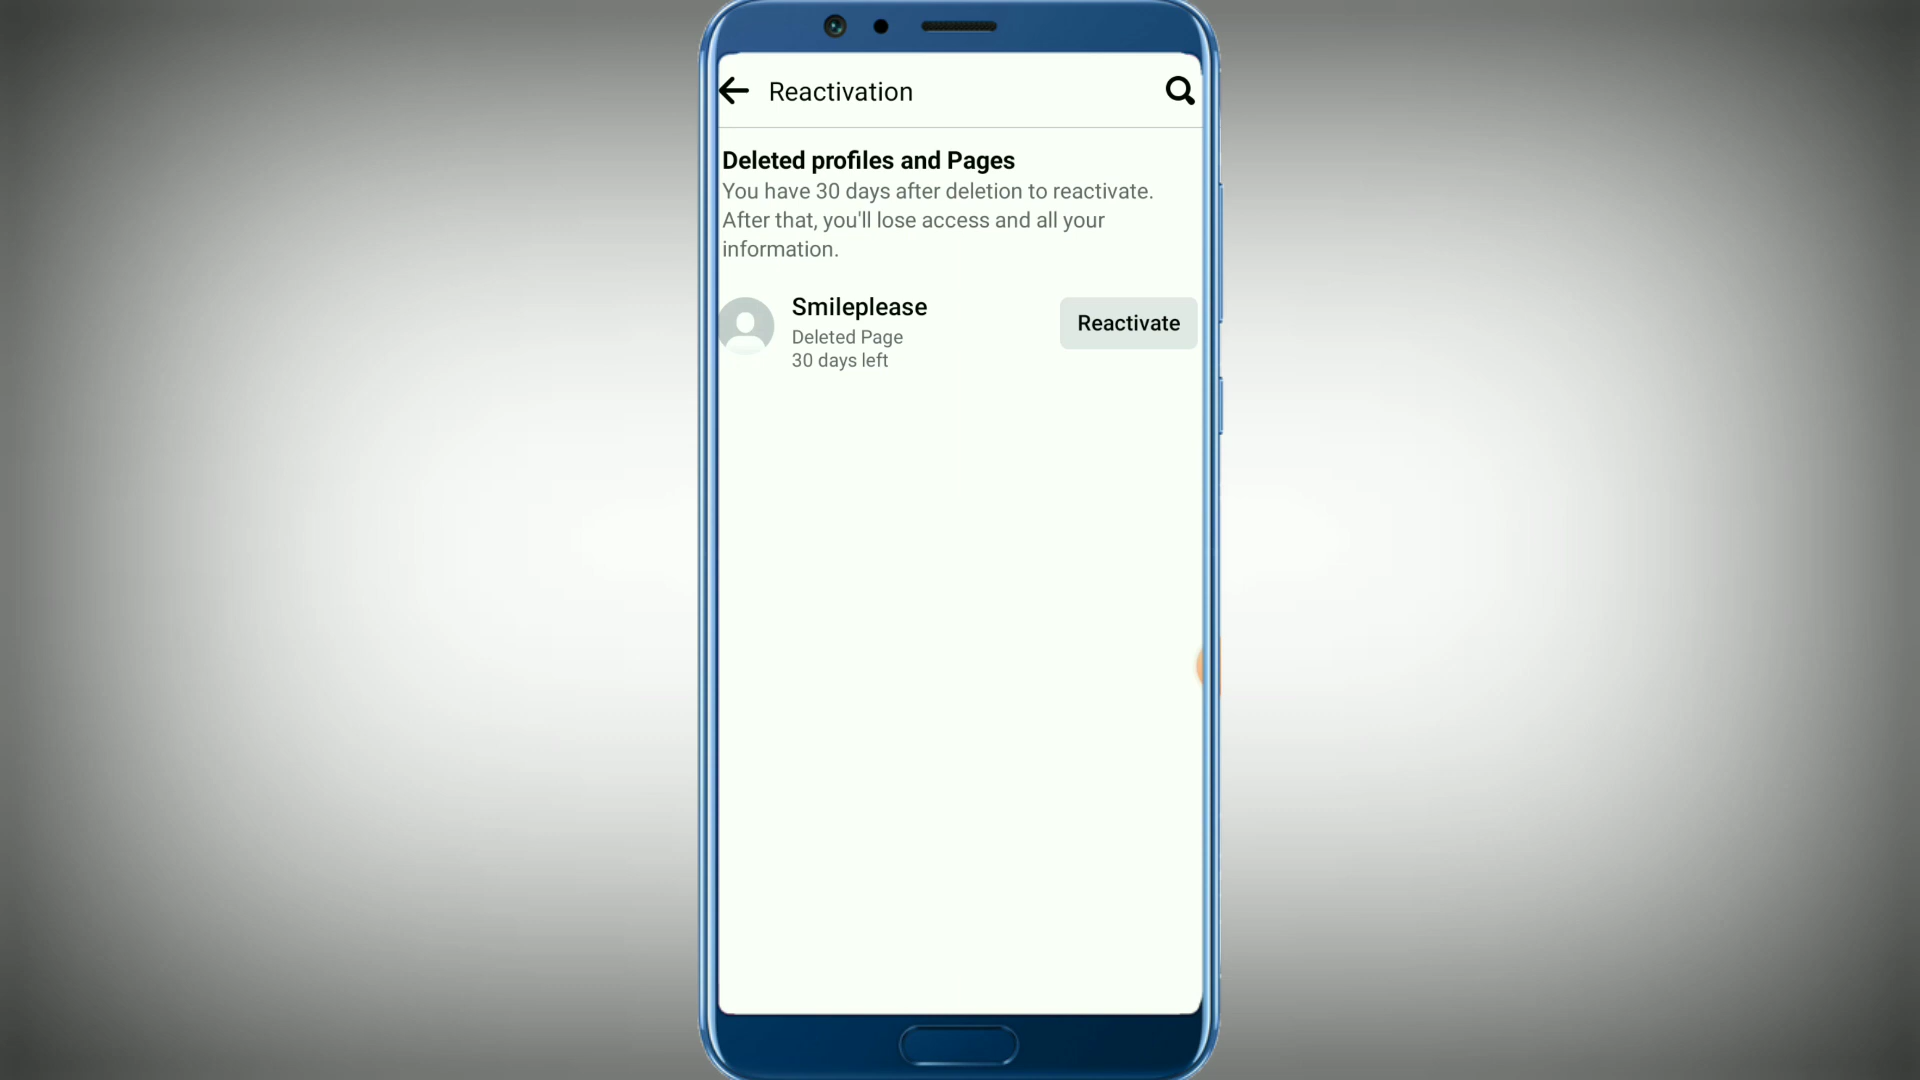 Reactivation
Deleted profiles and Pages
You have 30 days after deletion to reactivate.
After that, you'll lose access and all your
information.
Smileplease
Reactivate
Deleted Page
30 days left